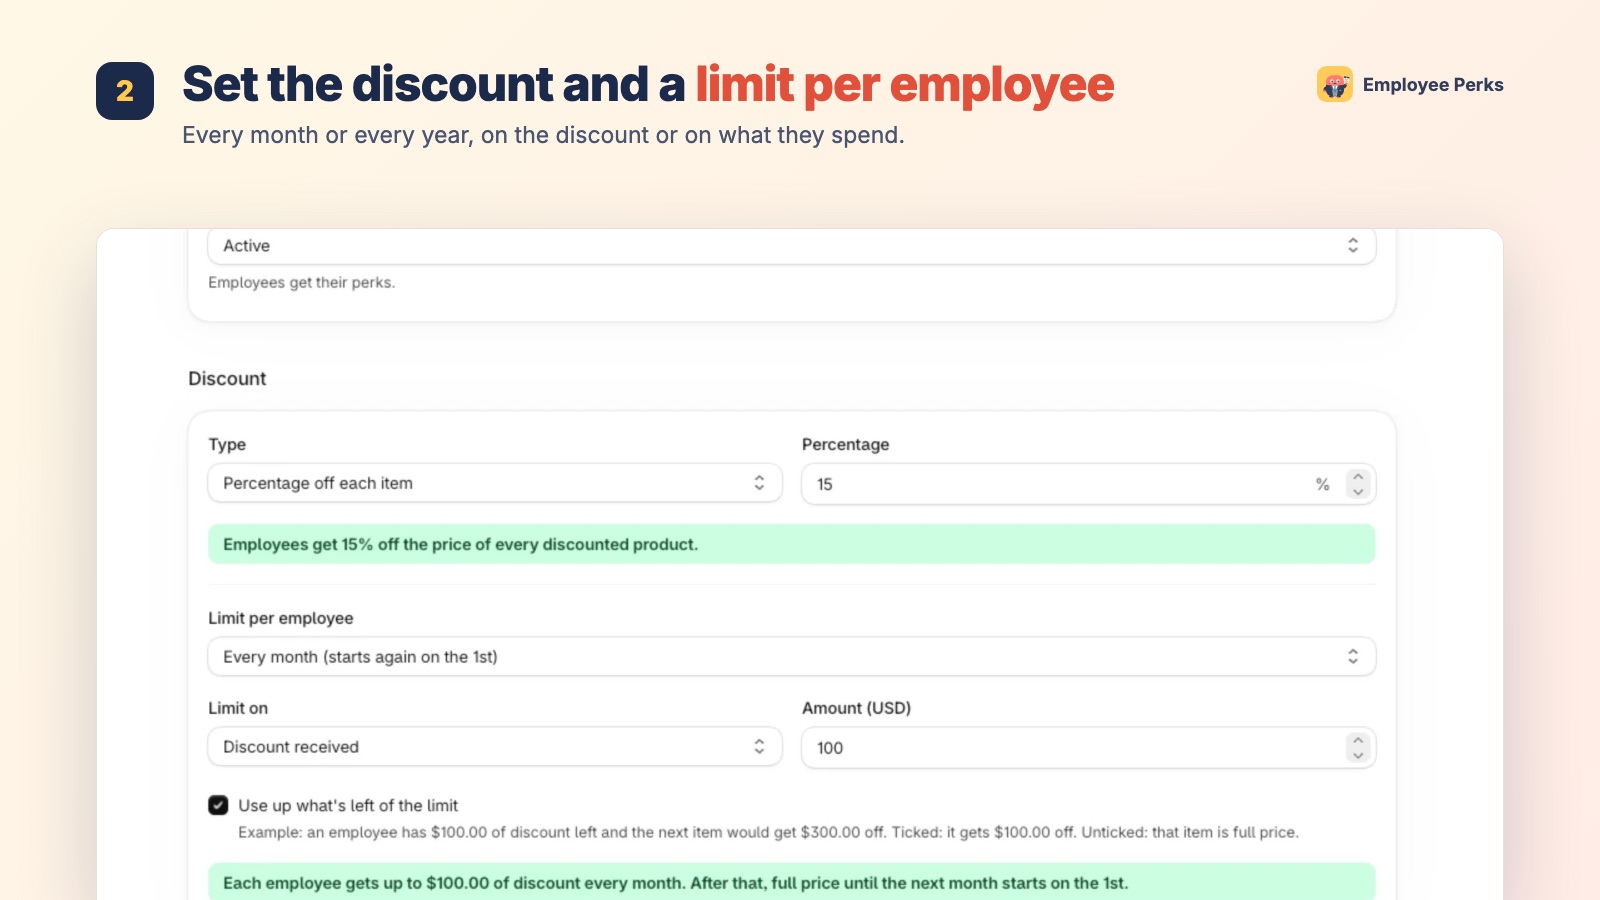 2
Set the discount and a limit per employee
Employee Perks
Every month or every year, on the discount or on what they spend.
Active
Employees get their perks.
Discount
Type
Percentage
Percentage off each item
15 %
Employees get 15% off the price of every discounted product.
Limit per employee
Every month (starts again on the 1st)
Limit on
Amount (USD)
Discount received
100
Use up what's left of the limit
Example: an employee has $100.00 of discount left and the next item would get $300.00 off. Ticked: it gets $100.00 off. Unticked: that item is full price.
Each employee gets up to $100.00 of discount every month. After that, full price until the next month starts on the 1st.